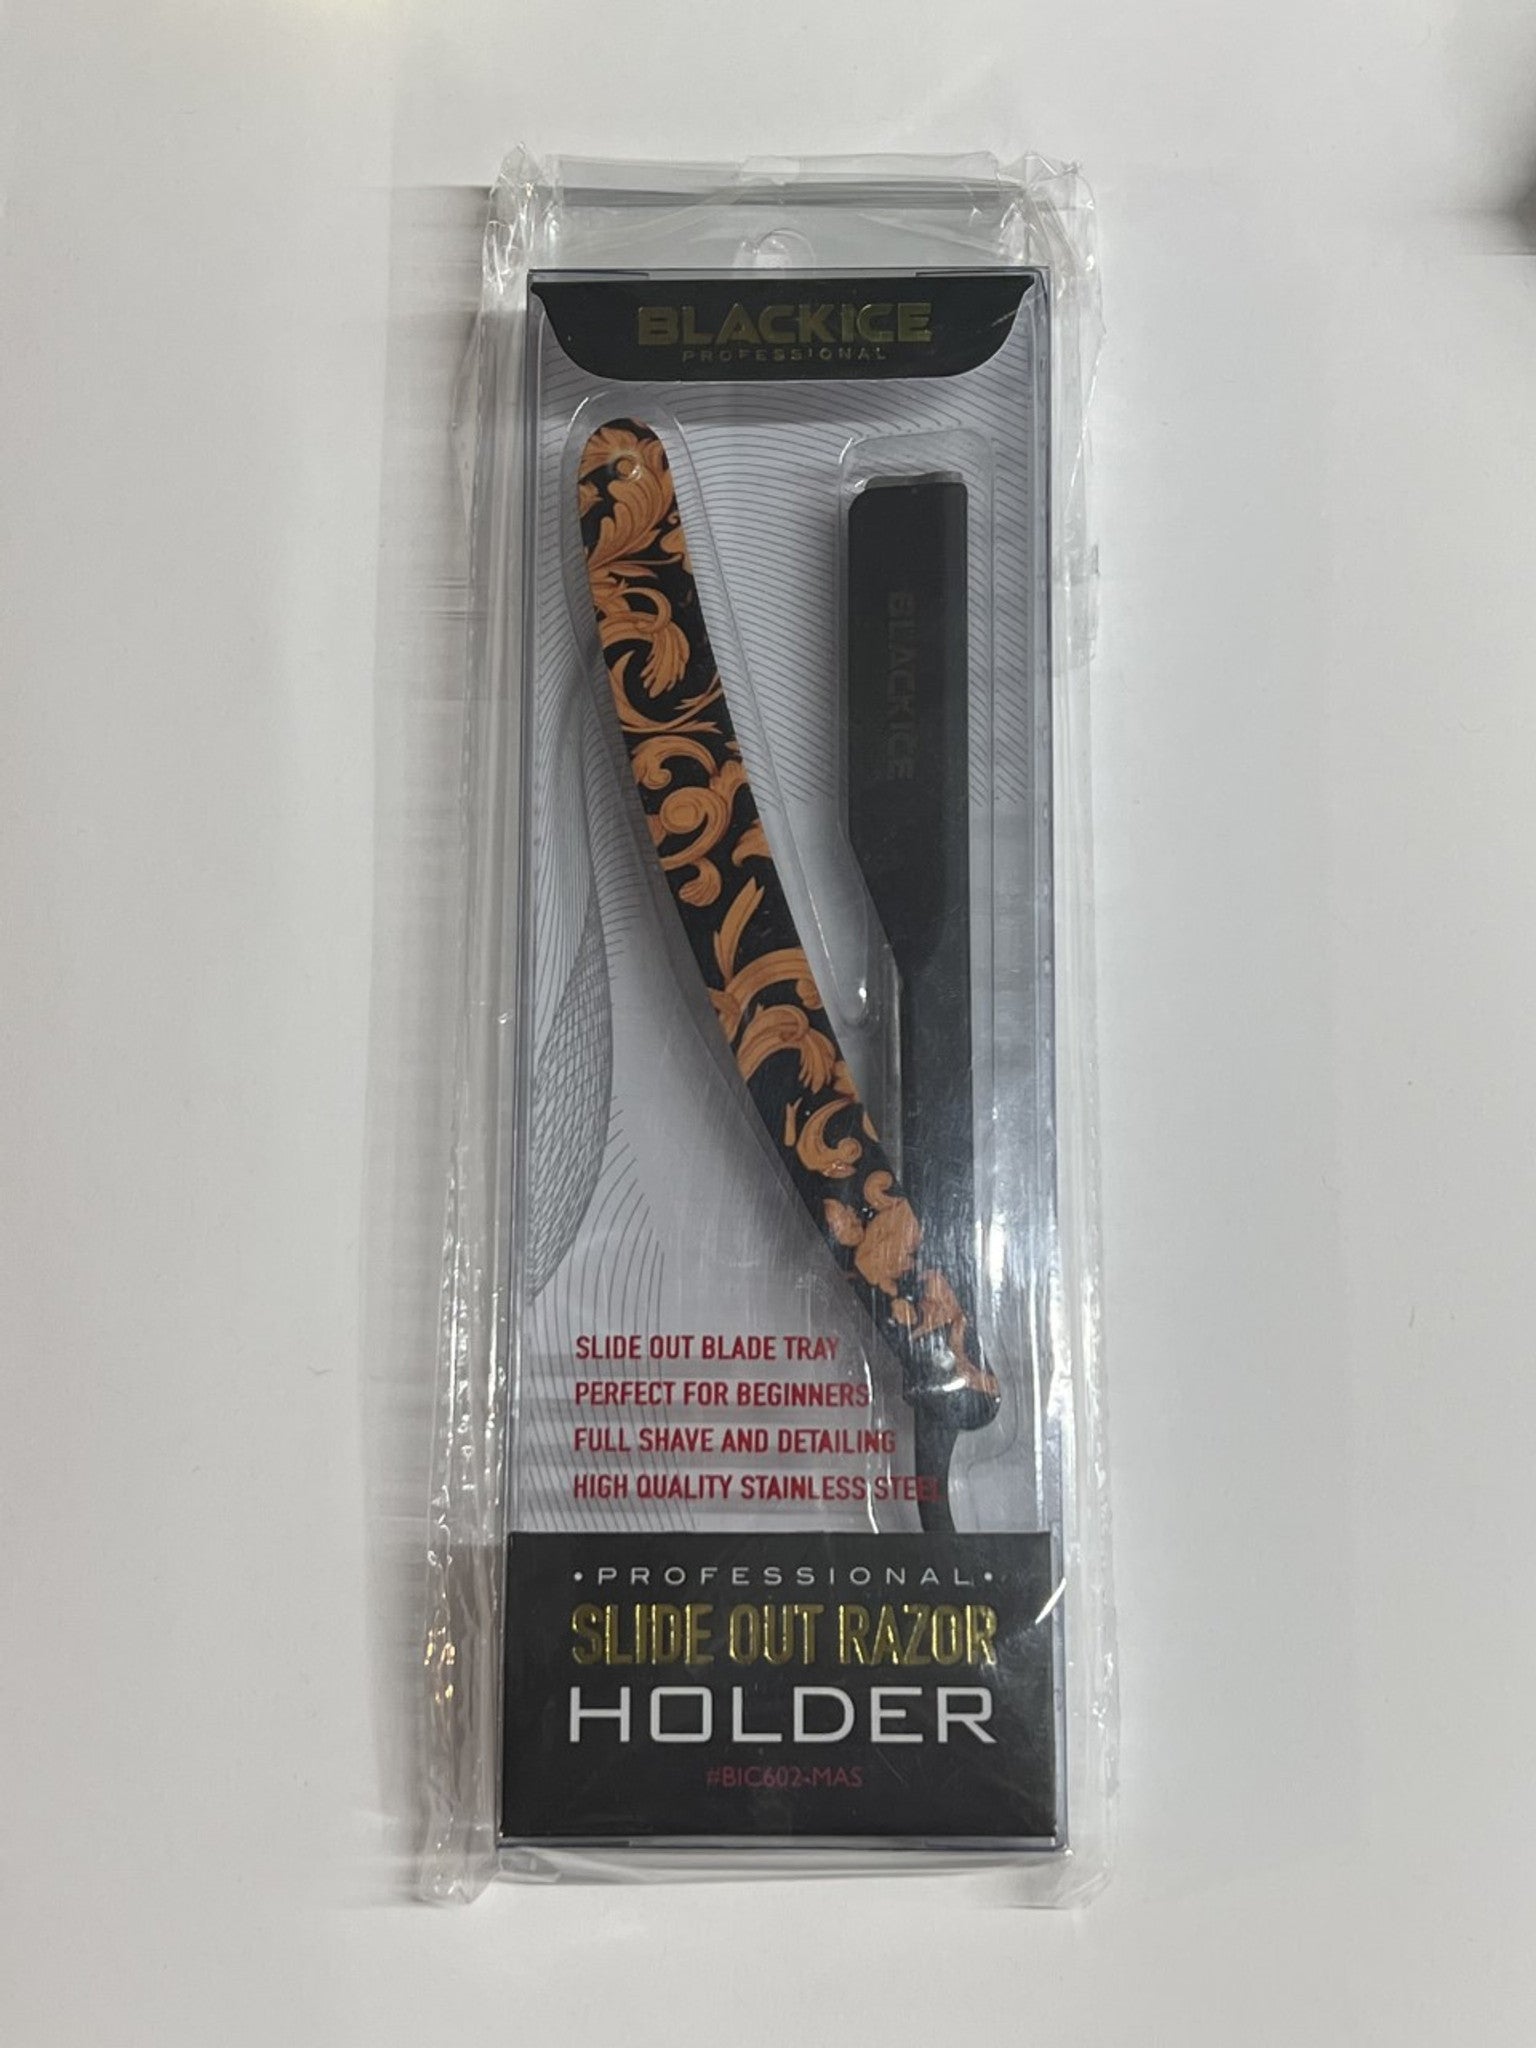 BLACKICE
PROFESSIONAL
BLACKICE
SLIDE OUT BLADE TRAY
PERFECT FOR BEGINNERS
FULL SHAVE AND DETAILING
HIGH QUALITY STAINLESS STEEL
• PROFESSIONAL •
SLIDE OUT RAZOR
HOLDER
#BIC602-MAS